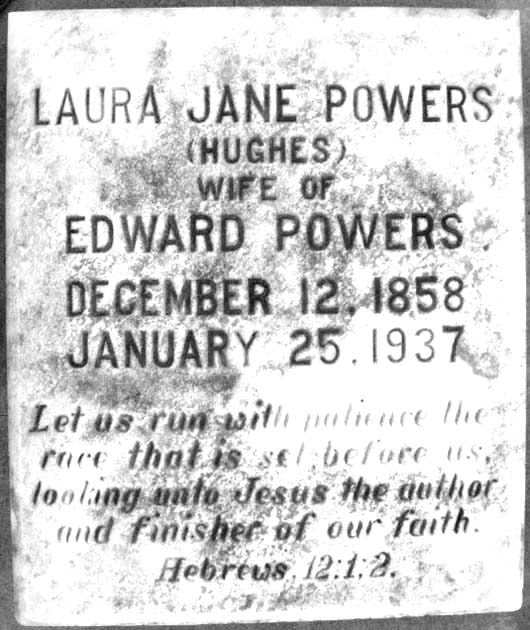 LAURA JANE POWERS
(HUGHES)
WIFE OF
EDWARD POWERS.
DECEMBER 12, 1858
JANUARY 25, 1937
Let us run with patience the
race that is set before us,
looking unto Jesus the author
and finisher of our faith.
Hebrews, 12:1:2.